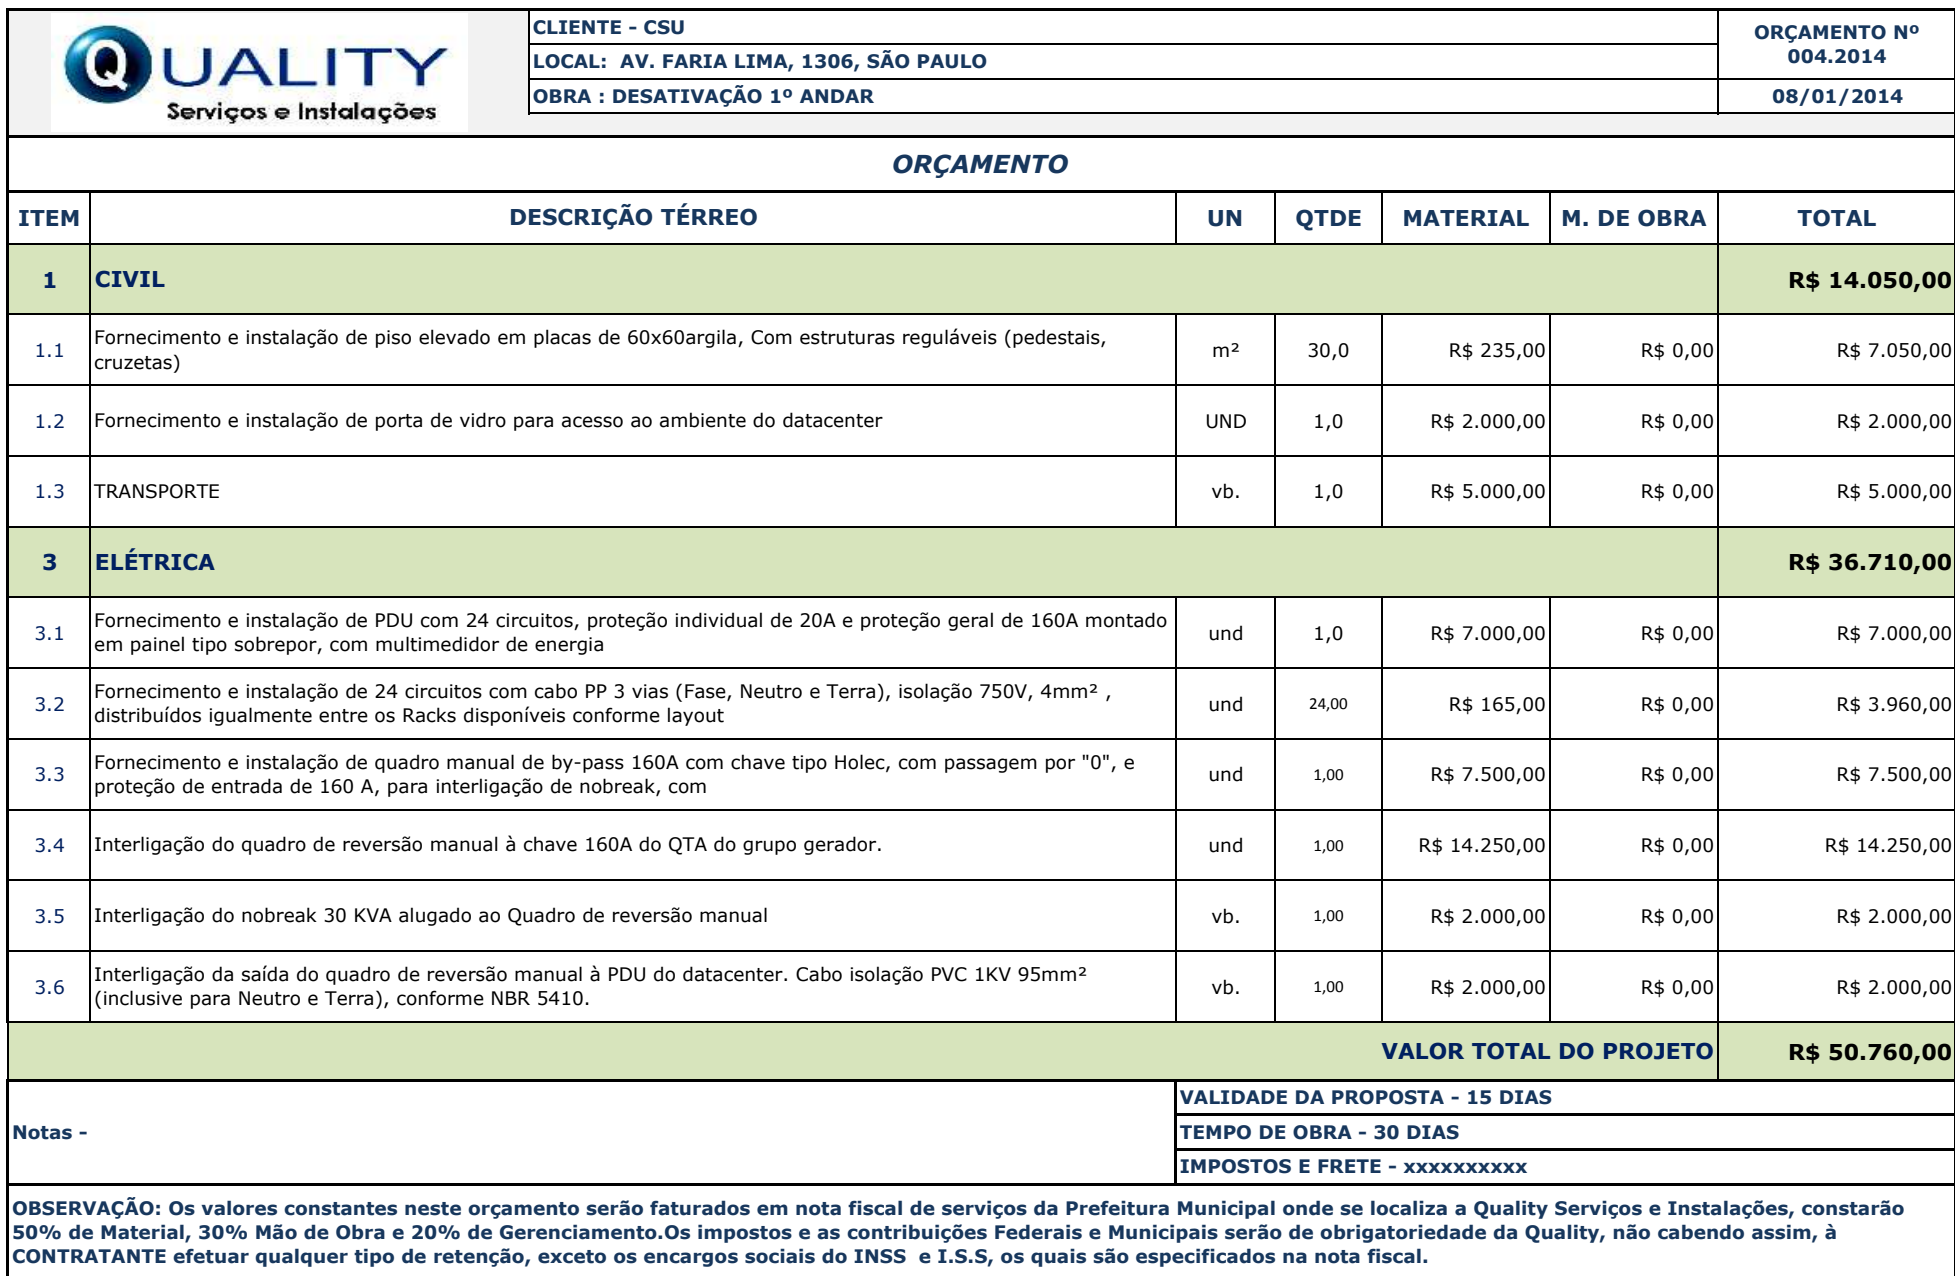 QUALITY
Serviços e Instalações
CLIENTE - CSU
LOCAL: AV. FARIA LIMA, 1306, SÃO PAULO
OBRA : DESATIVAÇÃO 1º ANDAR
ORÇAMENTO Nº
004.2014
08/01/2014
ORÇAMENTO
ITEM DESCRIÇÃO TÉRREO UN QTDE MATERIAL M. DE OBRA TOTAL
1 CIVIL R$ 14.050,00
1.1 Fornecimento e instalação de piso elevado em placas de 60x60argila, Com estruturas reguláveis (pedestais,
cruzetas) m² 30,0 R$ 235,00 R$ 0,00 R$ 7.050,00
1.2 Fornecimento e instalação de porta de vidro para acesso ao ambiente do datacenter UND 1,0 R$ 2.000,00 R$ 0,00 R$ 2.000,00
1.3 TRANSPORTE vb. 1,0 R$ 5.000,00 R$ 0,00 R$ 5.000,00
3 ELÉTRICA R$ 36.710,00
3.1 Fornecimento e instalação de PDU com 24 circuitos, proteção individual de 20A e proteção geral de 160A montado
em painel tipo sobrepor, com multimedidor de energia und 1,0 R$ 7.000,00 R$ 0,00 R$ 7.000,00
3.2 Fornecimento e instalação de 24 circuitos com cabo PP 3 vias (Fase, Neutro e Terra), isolação 750V, 4mm² ,
distribuídos igualmente entre os Racks disponíveis conforme layout und 24,00 R$ 165,00 R$ 0,00 R$ 3.960,00
3.3 Fornecimento e instalação de quadro manual de by-pass 160A com chave tipo Holec, com passagem por "0", e
proteção de entrada de 160 A, para interligação de nobreak, com und 1,00 R$ 7.500,00 R$ 0,00 R$ 7.500,00
3.4 Interligação do quadro de reversão manual à chave 160A do QTA do grupo gerador. und 1,00 R$ 14.250,00 R$ 0,00 R$ 14.250,00
3.5 Interligação do nobreak 30 KVA alugado ao Quadro de reversão manual vb. 1,00 R$ 2.000,00 R$ 0,00 R$ 2.000,00
3.6 Interligação da saída do quadro de reversão manual à PDU do datacenter. Cabo isolação PVC 1KV 95mm²
(inclusive para Neutro e Terra), conforme NBR 5410. vb. 1,00 R$ 2.000,00 R$ 0,00 R$ 2.000,00
VALOR TOTAL DO PROJETO R$ 50.760,00
Notas -
VALIDADE DA PROPOSTA - 15 DIAS
TEMPO DE OBRA - 30 DIAS
IMPOSTOS E FRETE - xxxxxxxxxx
OBSERVAÇÃO: Os valores constantes neste orçamento serão faturados em nota fiscal de serviços da Prefeitura Municipal onde se localiza a Quality Serviços e Instalações, constarão
50% de Material, 30% Mão de Obra e 20% de Gerenciamento.Os impostos e as contribuições Federais e Municipais serão de obrigatoriedade da Quality, não cabendo assim, à
CONTRATANTE efetuar qualquer tipo de retenção, exceto os encargos sociais do INSS e I.S.S, os quais são especificados na nota fiscal.